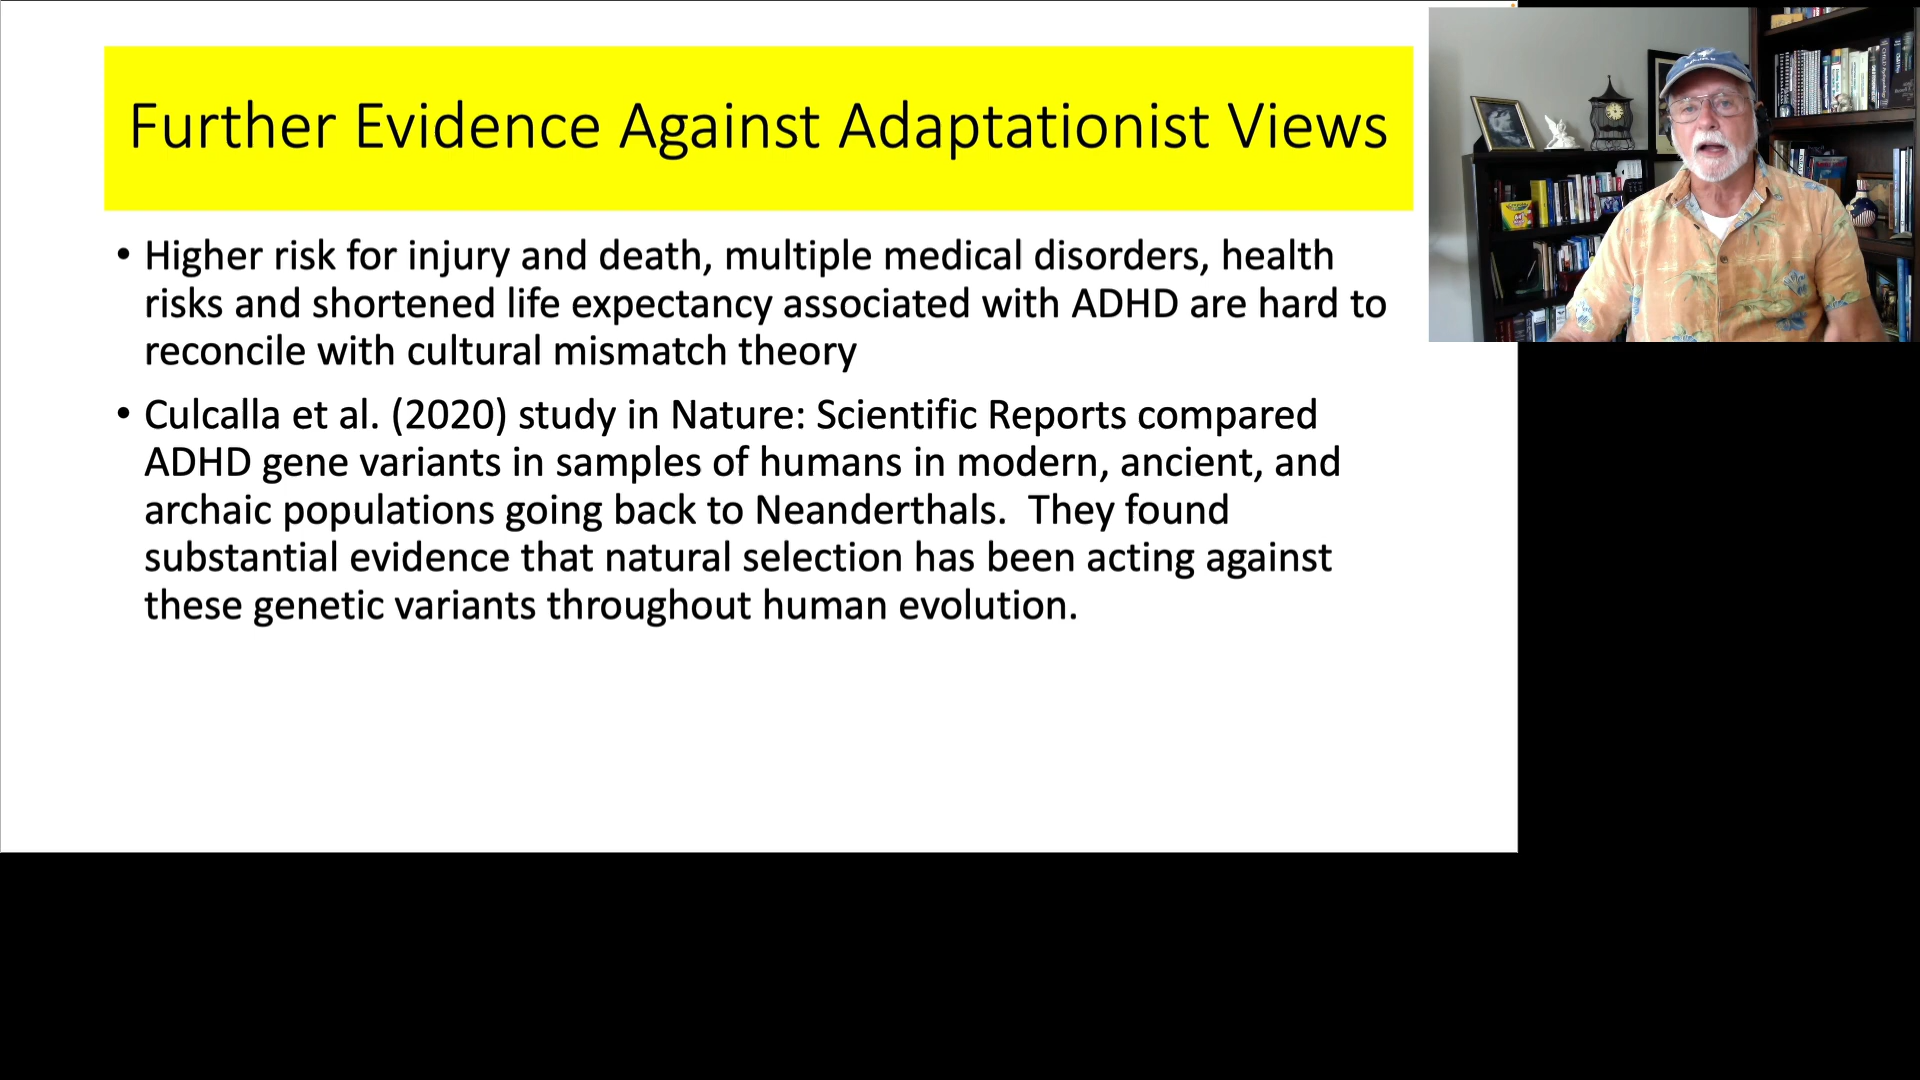 Further Evidence Against Adaptationist Views
• Higher risk for injury and death, multiple medical disorders, health
risks and shortened life expectancy associated with ADHD are hard to
reconcile with cultural mismatch theory
• Culcalla et al. (2020) study in Nature: Scientific Reports compared
ADHD gene variants in samples of humans in modern, ancient, and
archaic populations going back to Neanderthals.  They found
substantial evidence that natural selection has been acting against
these genetic variants throughout human evolution.